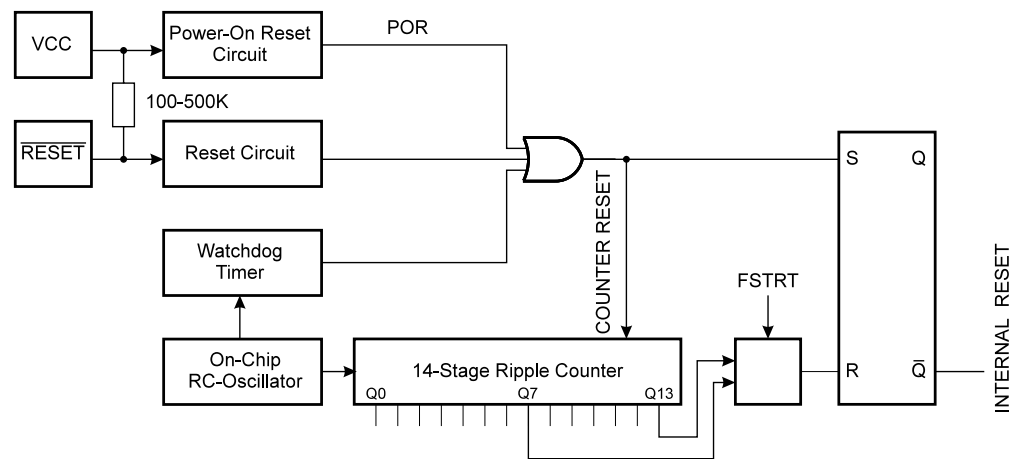 VCC
Power-On Reset
Circuit
POR
100-500K
R̅E̅S̅E̅T̅
Reset Circuit
S
Q
COUNTER RESET
Watchdog
Timer
FSTRT
INTERNAL RESET
On-Chip
RC-Oscillator
14-Stage Ripple Counter
Q0
Q7
Q13
R
Q̅